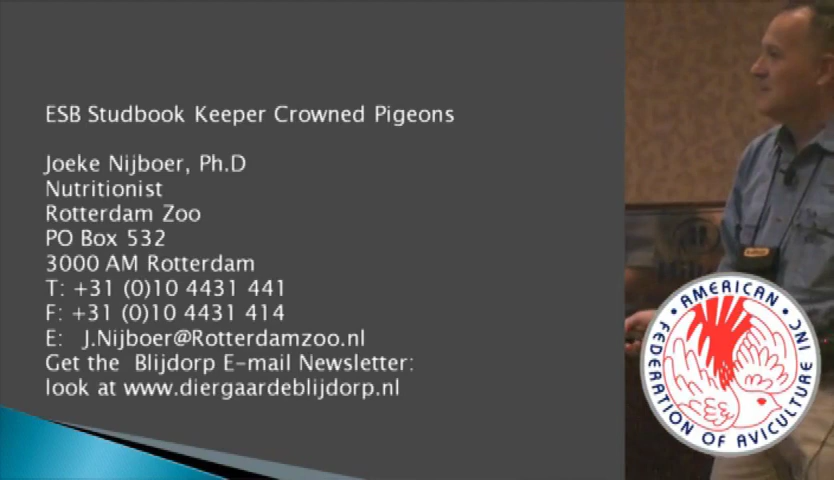 ESB Studbook Keeper Crowned Pigeons
Joeke Nijboer, Ph.D
Nutritionist
Rotterdam Zoo
PO Box 532
3000 AM Rotterdam
T: +31 (0)10 4431 441
F: +31 (0)10 4431 414
E: J.Nijboer@Rotterdamzoo.nl
Get the Blijdorp E-mail Newsletter:
look at www.diergaardeblijdorp.nl
• AMERICAN •
FEDERATION OF AVICULTURE INC.